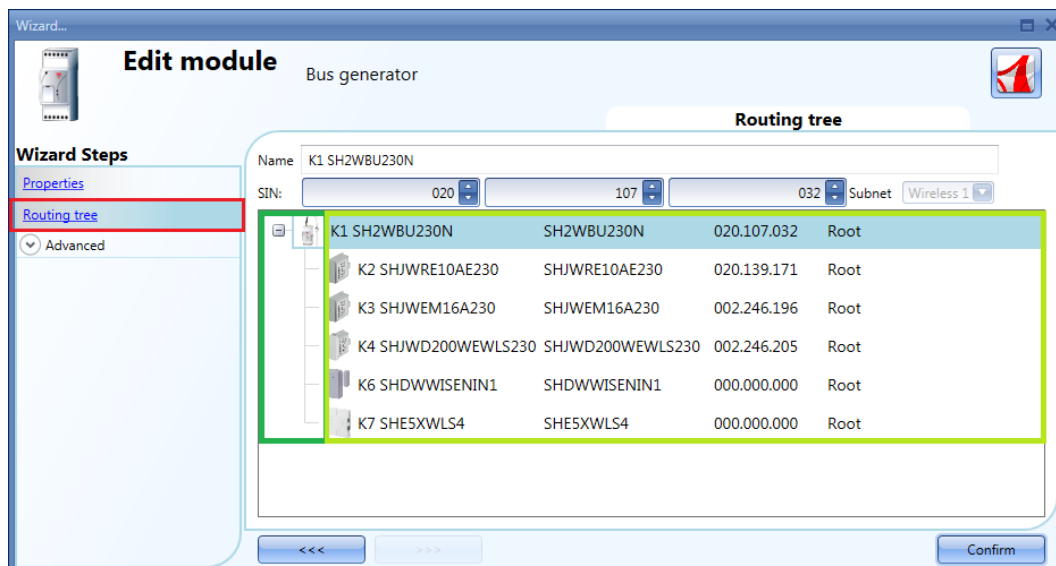 Wizard...
Edit module
Bus generator
Routing tree
Wizard Steps
Properties
Routing tree
Advanced
Name K1 SH2WBU230N
SIN: 020 107 032 Subnet Wireless 1
K1 SH2WBU230N SH2WBU230N 020.107.032 Root
K2 SHJWRE10AE230 SHJWRE10AE230 020.139.171 Root
K3 SHJWEM16A230 SHJWEM16A230 002.246.196 Root
K4 SHJWD200WEWLS230 SHJWD200WEWLS230 002.246.205 Root
K6 SHDWWISENIN1 SHDWWISENIN1 000.000.000 Root
K7 SHE5XWLS4 SHE5XWLS4 000.000.000 Root
<<< >>> Confirm